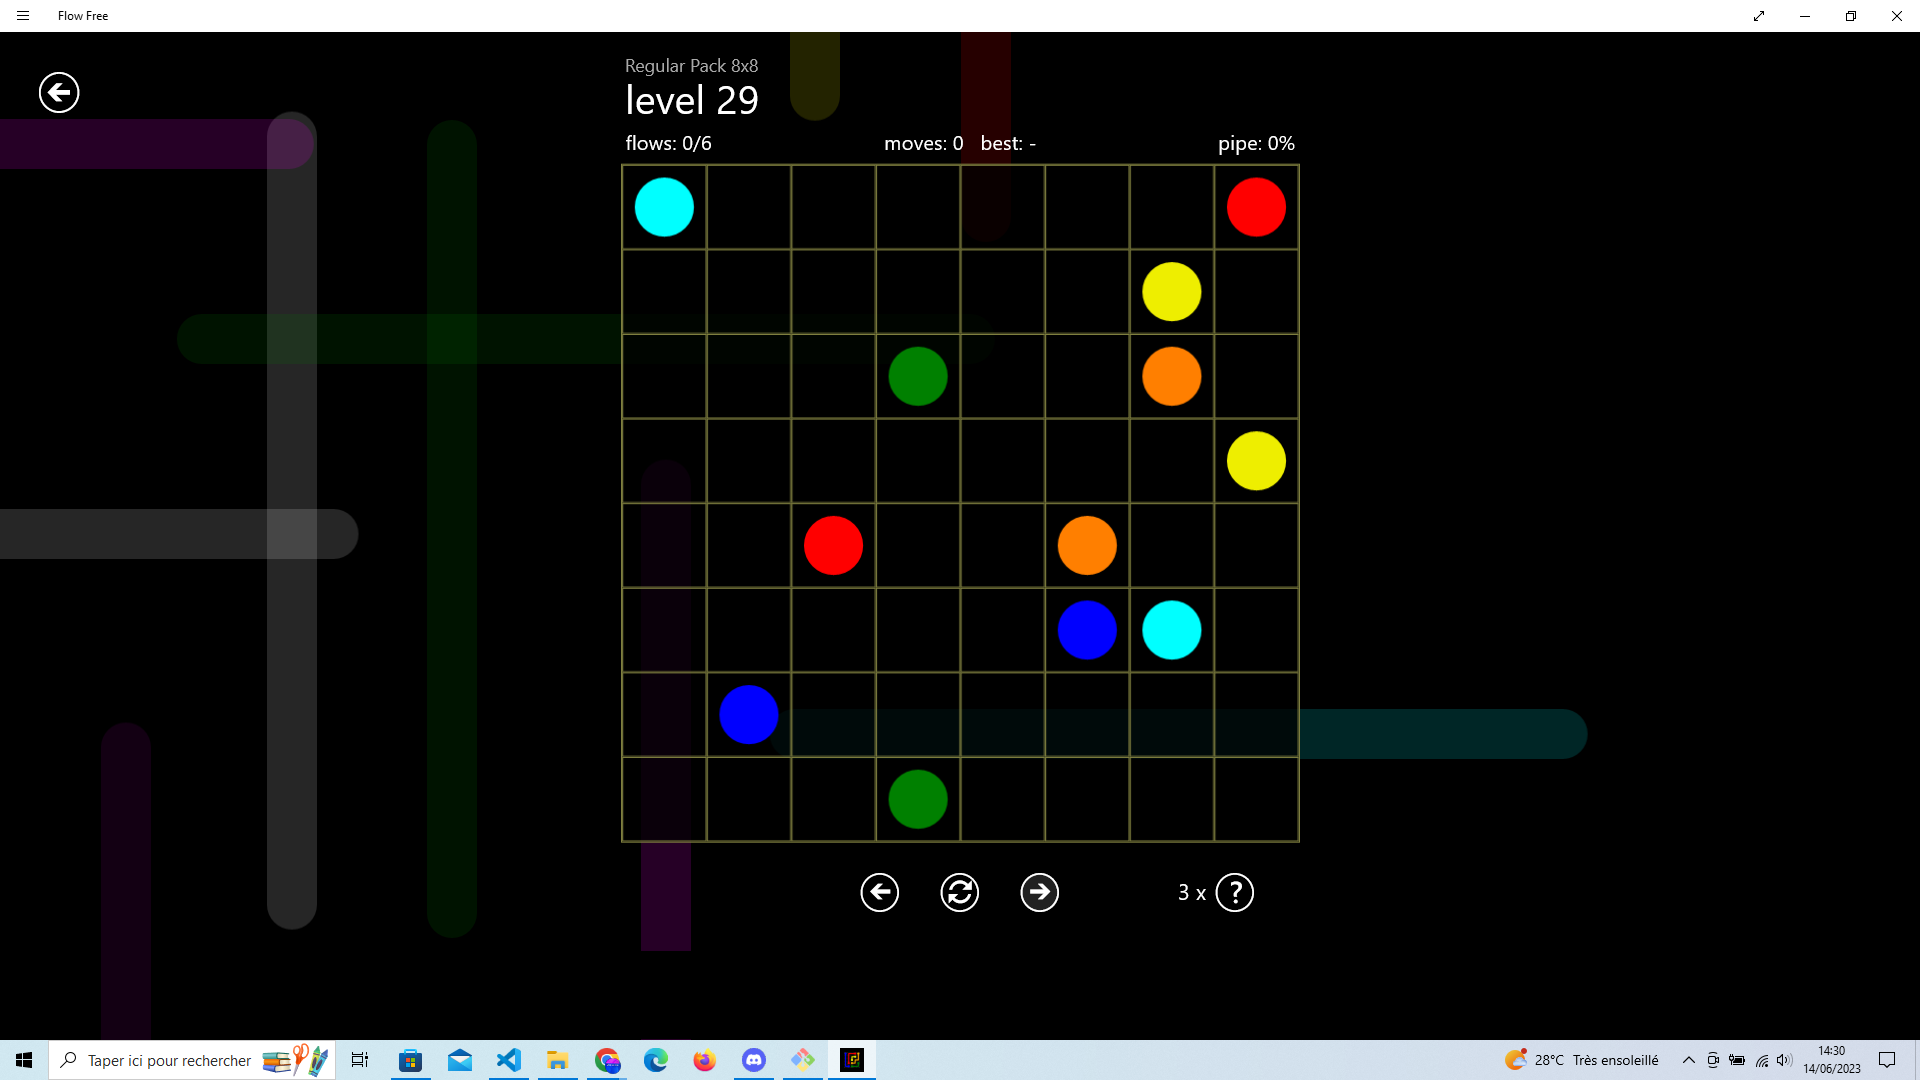 Flow Free
Regular Pack 8x8
level 29
flows: 0/6 moves: 0 best: - pipe: 0%
3 x ?
Taper ici pour rechercher
28°C Très ensoleillé
14:30
14/06/2023